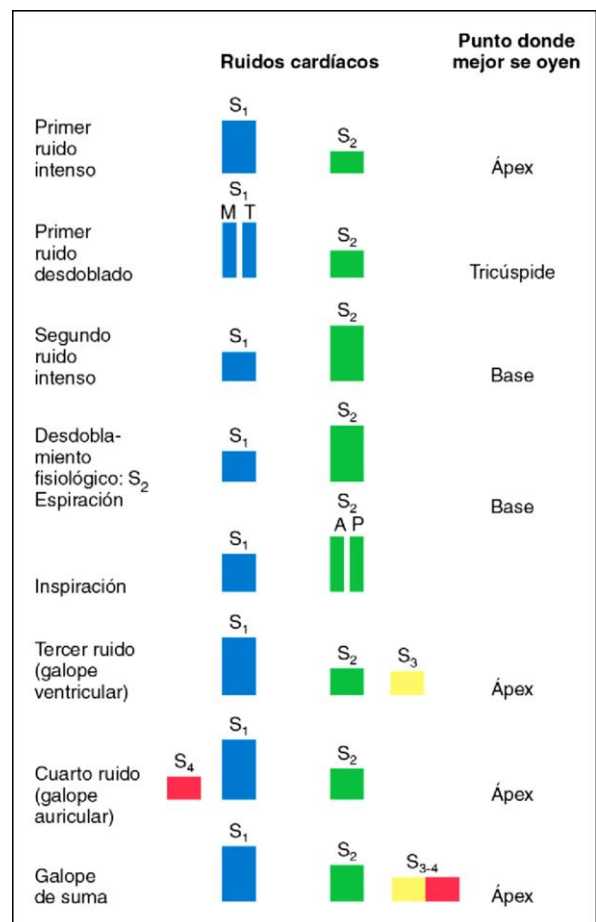 Ruidos cardíacos
Punto donde
mejor se oyen
S1
S2
Primer
ruido
intenso
Ápex
S1
M T
S2
Primer
ruido
desdoblado
Tricúspide
S2
S1
Segundo
ruido
intenso
Base
Desdobla-
miento
fisiológico: S2
Espiración
S1
S2
Base
S2
A P
S1
Inspiración
S1
S2
S3
Tercer ruido
(galope
ventricular)
Ápex
S1
S4
S2
Cuarto ruido
(galope
auricular)
Ápex
S1
S2
S3-4
Galope
de suma
Ápex